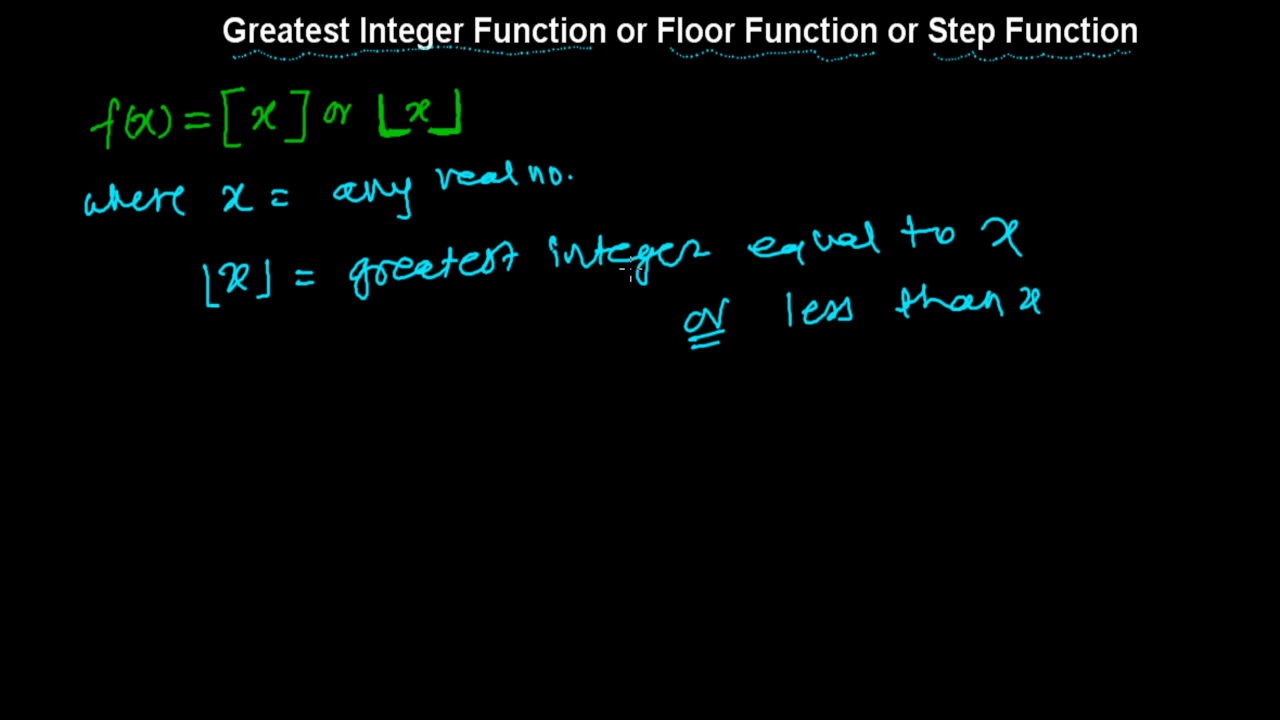 Greatest Integer Function or Floor Function or Step Function
f(x) = [x] or ⌊x⌋
where x = any real no.
⌊x⌋ = greatest integer equal to x
or less than x